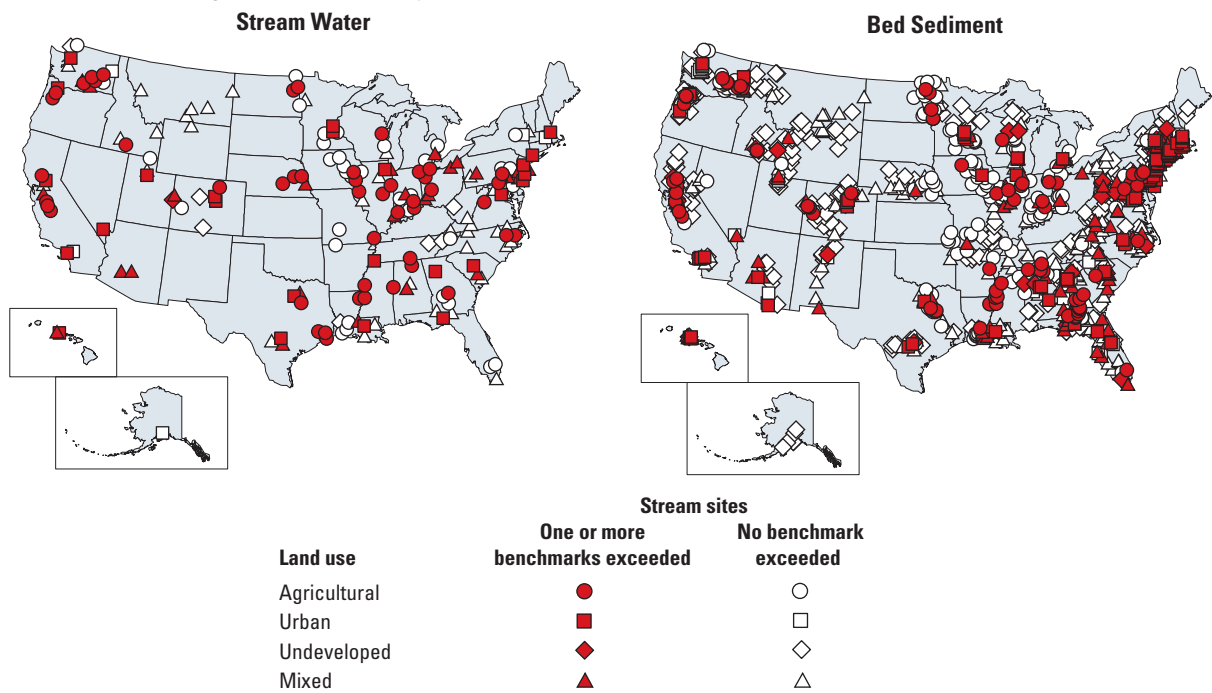 Stream Water
Bed Sediment
Stream sites
Land use
One or more
benchmarks exceeded
No benchmark
exceeded
Agricultural
Urban
Undeveloped
Mixed